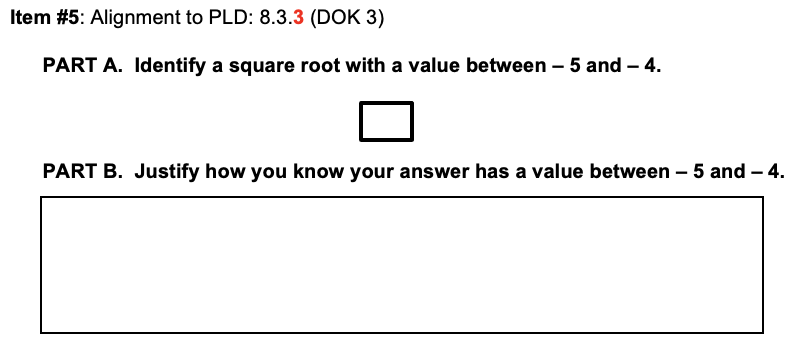 Item #5: Alignment to PLD: 8.3.3 (DOK 3)
PART A. Identify a square root with a value between – 5 and – 4.
PART B. Justify how you know your answer has a value between – 5 and – 4.